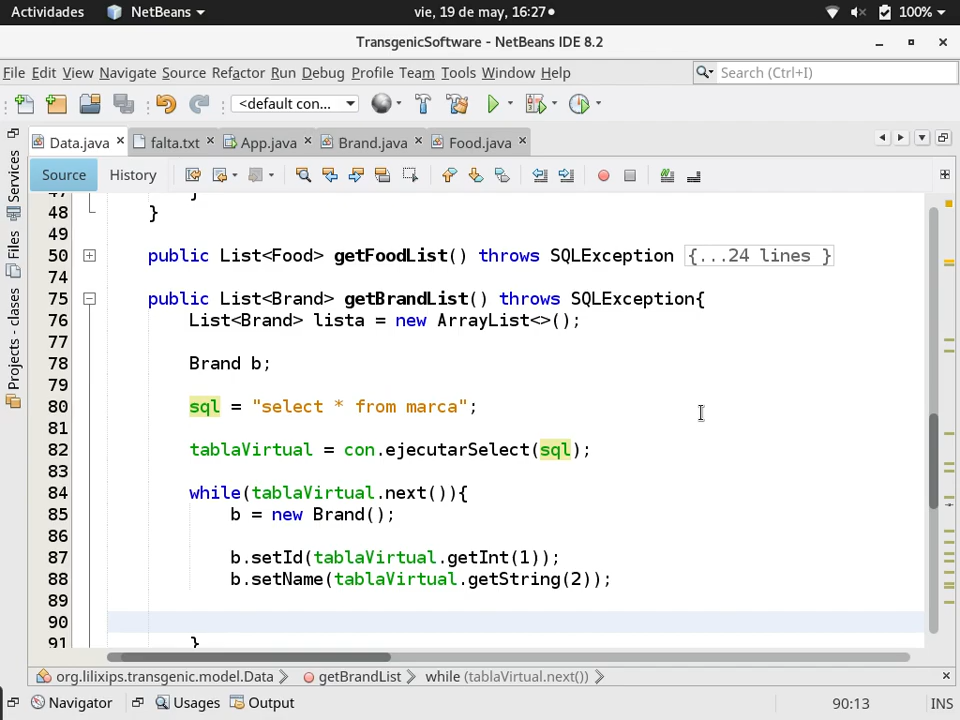 Actividades NetBeans vie, 19 de may, 16:27 100%
TransgenicSoftware - NetBeans IDE 8.2
File Edit View Navigate Source Refactor Run Debug Profile Team Tools Window Help Search (Ctrl+I)
<default con...
Data.java falta.txt App.java Brand.java Food.java
Source History
Services
Files
Projects - clases
47 }
48 }
49
50 public List<Food> getFoodList() throws SQLException {...24 lines }
74
75 public List<Brand> getBrandList() throws SQLException{
76 List<Brand> lista = new ArrayList<>();
77
78 Brand b;
79
80 sql = "select * from marca";
81
82 tablaVirtual = con.ejecutarSelect(sql);
83
84 while(tablaVirtual.next()){
85 b = new Brand();
86
87 b.setId(tablaVirtual.getInt(1));
88 b.setName(tablaVirtual.getString(2));
89
90
91 }
org.lilixips.transgenic.model.Data getBrandList while (tablaVirtual.next())
Navigator Usages Output 90:13 INS